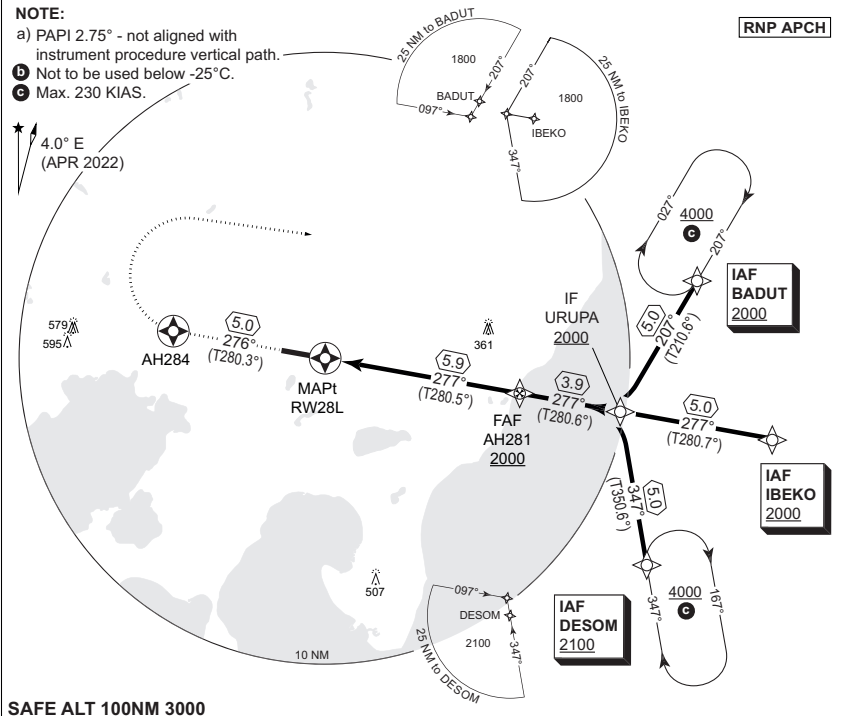 NOTE:
a) PAPI 2.75° - not aligned with
instrument procedure vertical path.
b Not to be used below -25°C.
c Max. 230 KIAS.
RNP APCH
4.0° E
(APR 2022)
25 NM to BADUT
1800
207°
BADUT
097°
207°
25 NM to IBEKO
1800
IBEKO
347°
027°
4000
c
207°
IAF
BADUT
2000
5.0
207°
(T210.6°)
IF
URUPA
2000
579
595
361
5.0
276°
(T280.3°)
AH284
MAPt
RW28L
5.9
277°
(T280.5°)
3.9
277°
(T280.6°)
FAF
AH281
2000
5.0
277°
(T280.7°)
IAF
IBEKO
2000
5.0
347°
(T350.6°)
507
097°
DESOM
2100
347°
25 NM to DESOM
IAF
DESOM
2100
4000
c
347°
167°
10 NM
SAFE ALT 100NM 3000